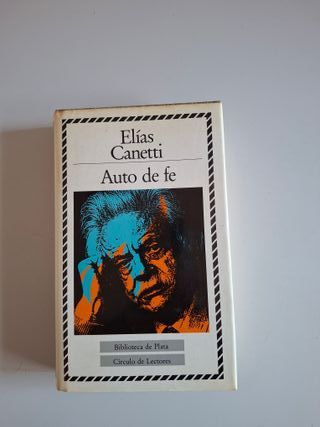 Elías
Canetti
Auto de fe
Biblioteca de Plata
Círculo de Lectores